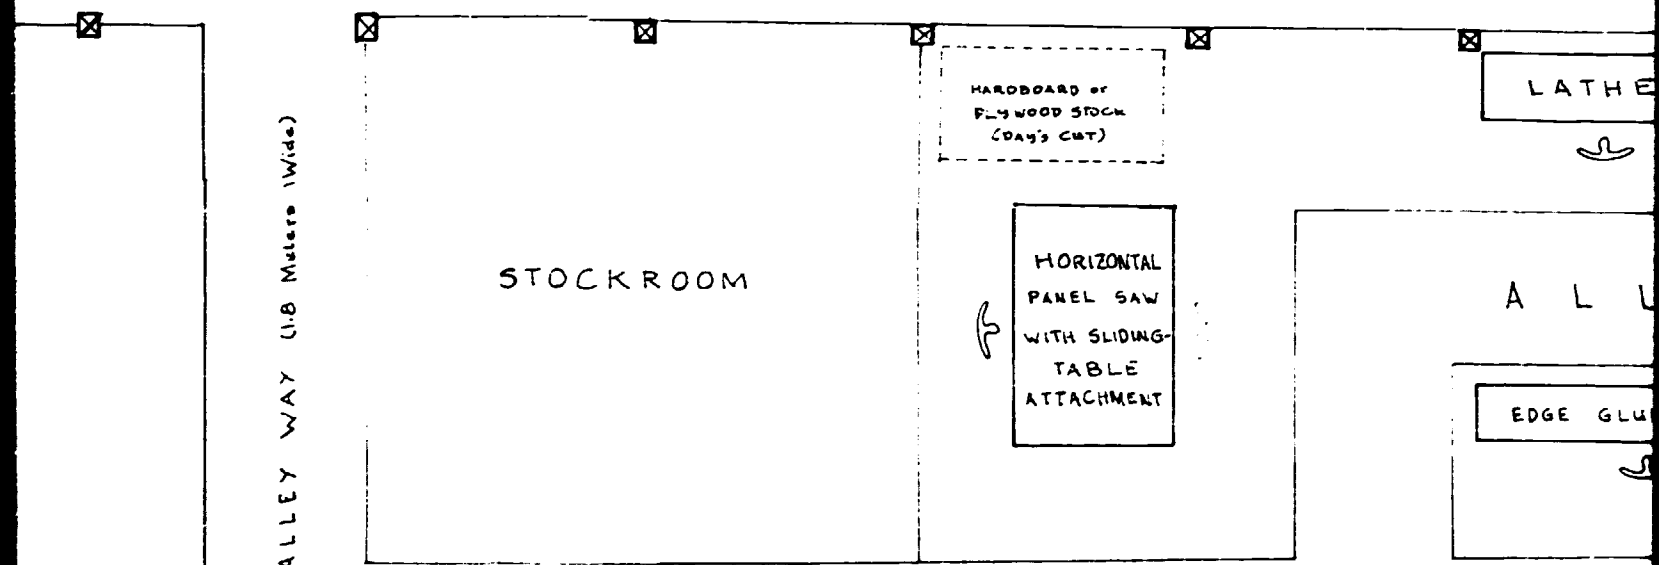 HARDBOARD or
PLYWOOD STOCK
(DAY'S CUT)
LATHE
ALLEY WAY (1.8 Meters Wide)
STOCKROOM
HORIZONTAL
PANEL SAW
WITH SLIDING-
TABLE
ATTACHMENT
A L L
EDGE GLU